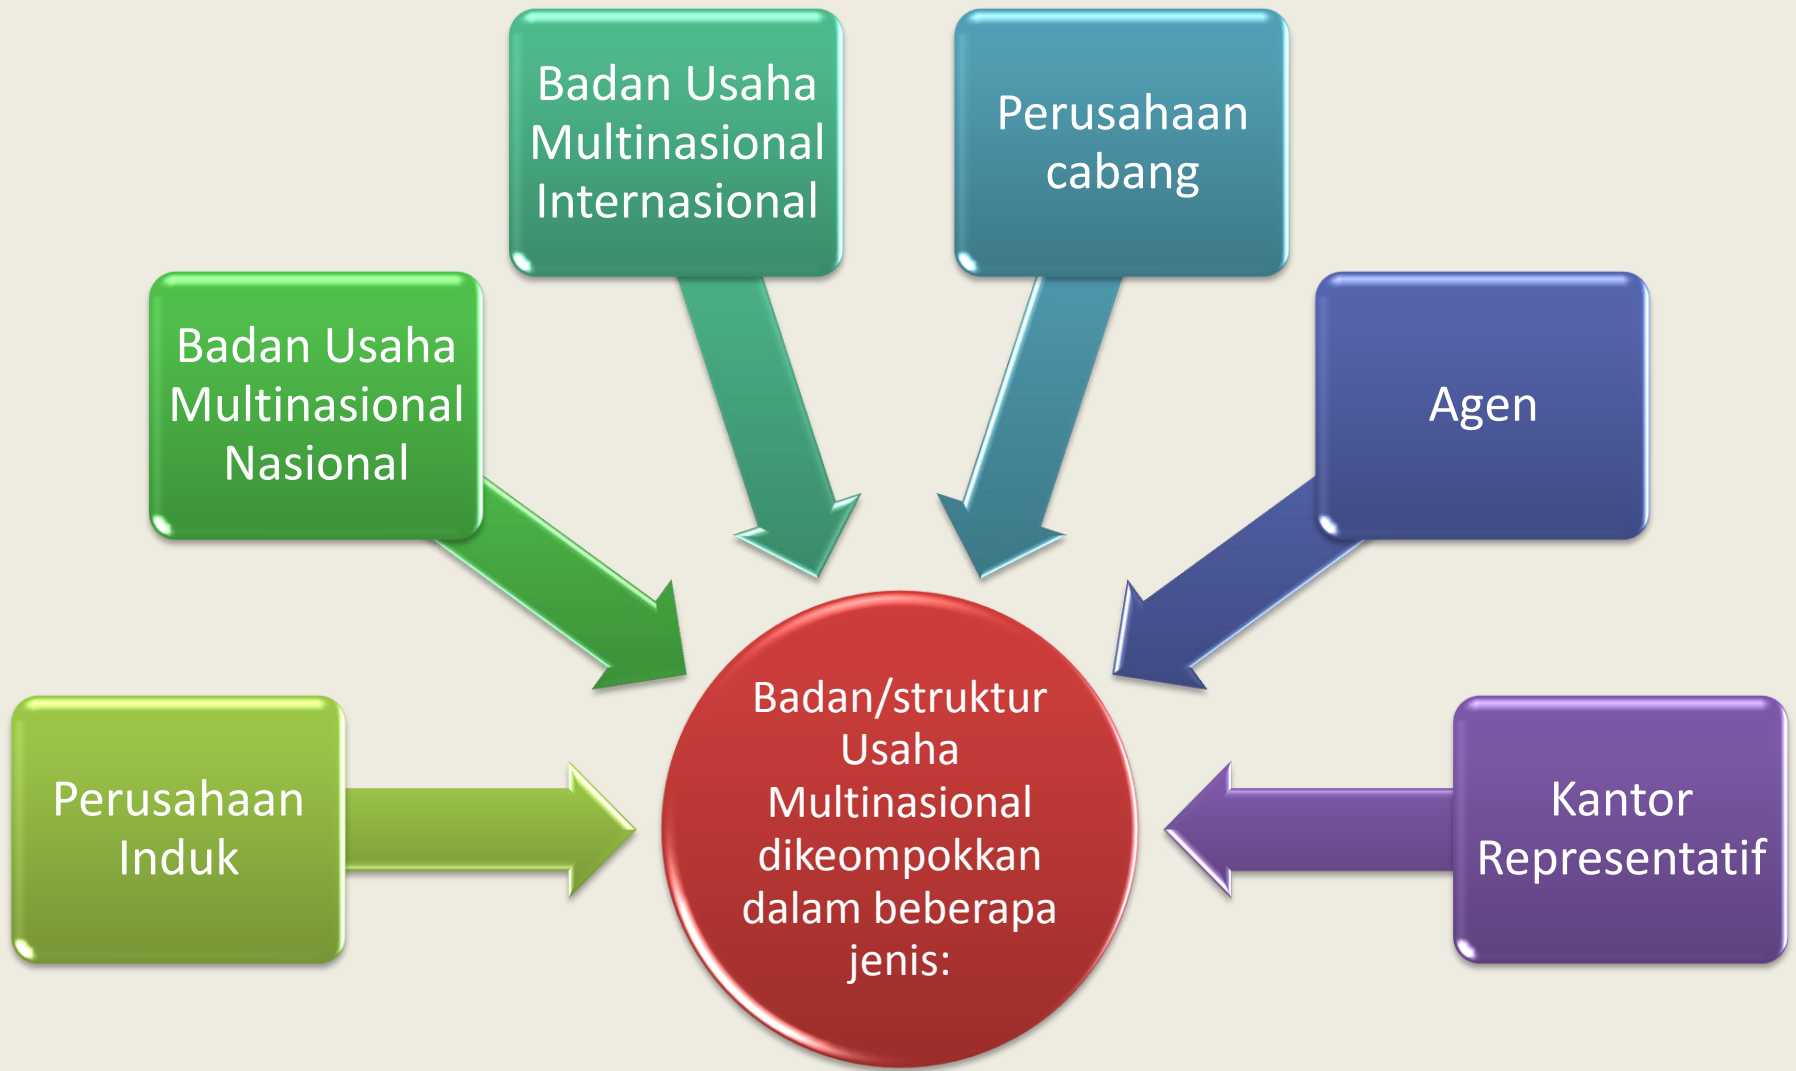 Badan Usaha
Multinasional
Internasional
Perusahaan
cabang
Badan Usaha
Multinasional
Nasional
Agen
Perusahaan
Induk
Badan/struktur
Usaha
Multinasional
dikeompokkan
dalam beberapa
jenis:
Kantor
Representatif